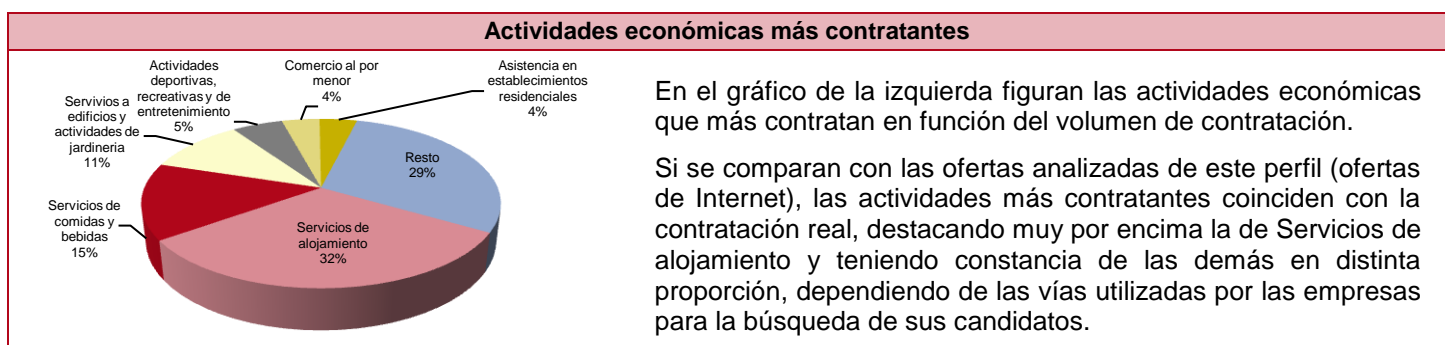 Actividades económicas más contratantes
Actividades
deportivas,
recreativas y de
entretenimiento
5%
Comercio al por
menor
4%
Asistencia en
establecimientos
residenciales
4%
Servivios a
edificios y
actividades de
jardineria
11%
Resto
29%
Servicios de
comidas y
bebidas
15%
Servicios de
alojamiento
32%
En el gráfico de la izquierda figuran las actividades económicas
que más contratan en función del volumen de contratación.
Si se comparan con las ofertas analizadas de este perfil (ofertas
de Internet), las actividades más contratantes coinciden con la
contratación real, destacando muy por encima la de Servicios de
alojamiento y teniendo constancia de las demás en distinta
proporción, dependiendo de las vías utilizadas por las empresas
para la búsqueda de sus candidatos.